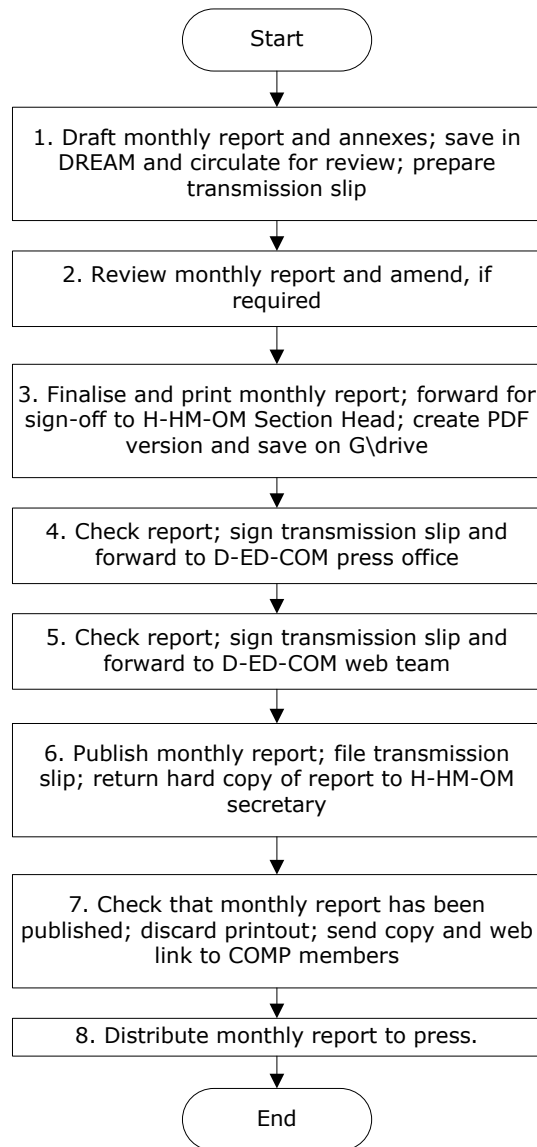 Start
1. Draft monthly report and annexes; save in
DREAM and circulate for review; prepare
transmission slip
2. Review monthly report and amend, if
required
3. Finalise and print monthly report; forward for
sign-off to H-HM-OM Section Head; create PDF
version and save on G\drive
4. Check report; sign transmission slip and
forward to D-ED-COM press office
5. Check report; sign transmission slip and
forward to D-ED-COM web team
6. Publish monthly report; file transmission
slip; return hard copy of report to H-HM-OM
secretary
7. Check that monthly report has been
published; discard printout; send copy and web
link to COMP members
8. Distribute monthly report to press.
End